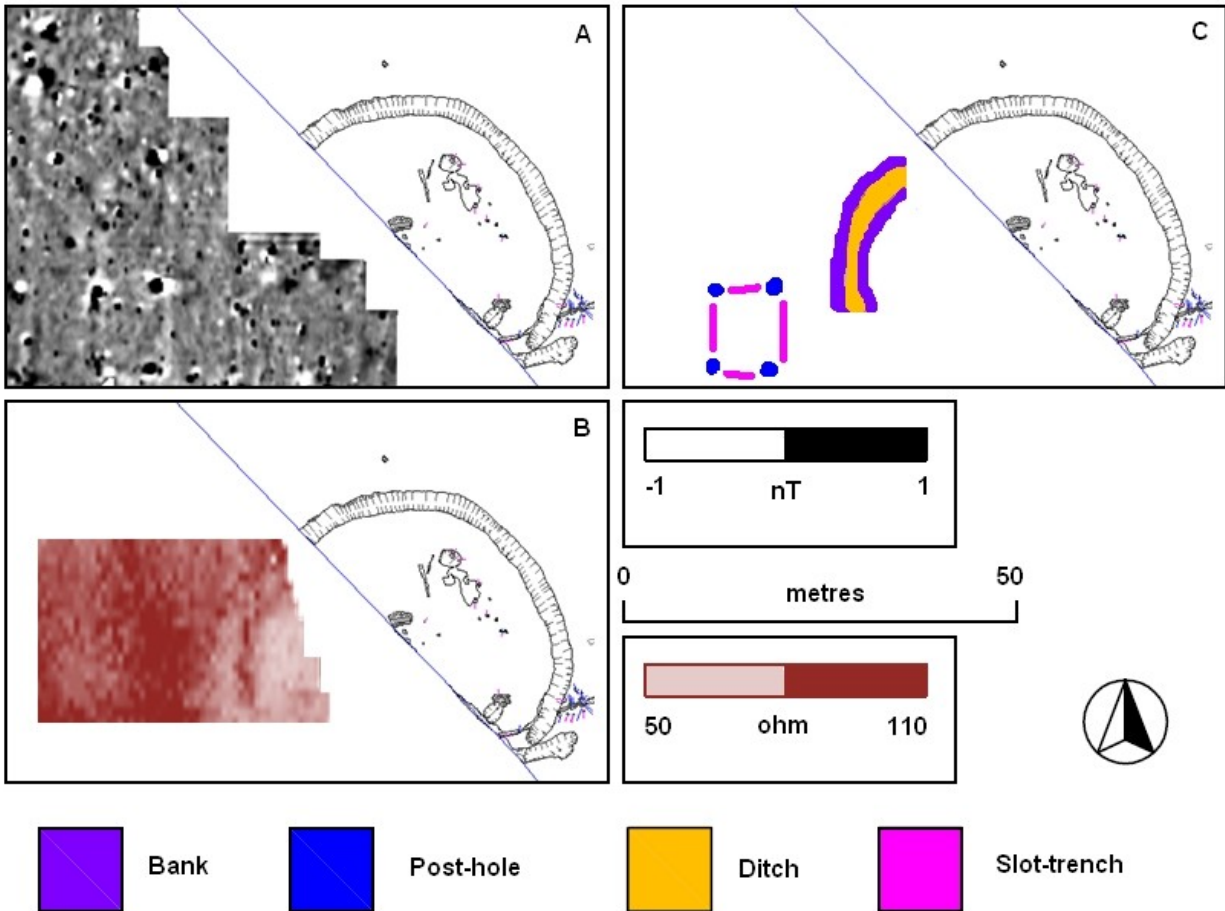 A
C
B
-1 nT 1
0 metres 50
50 ohm 110
Bank Post-hole Ditch Slot-trench